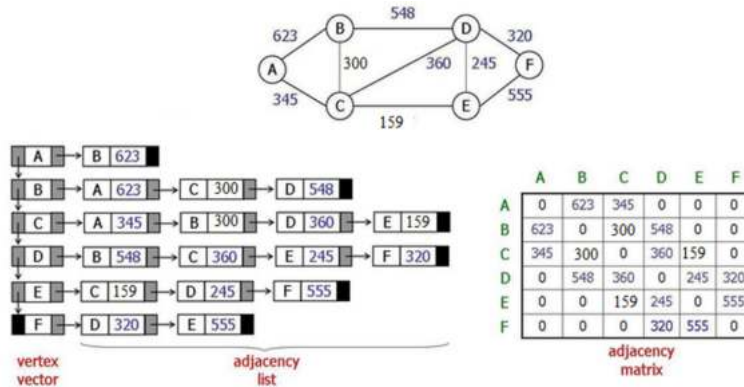 548
623 B D 320
A 300 360 245 F
345 C E 555
159
A B 623
B A 623 C 300 D 548
C A 345 B 300 D 360 E 159
D B 548 C 360 E 245 F 320
E C 159 D 245 F 555
F D 320 E 555
vertex vector
adjacency list
A B C D E F
A 0 623 345 0 0 0
B 623 0 300 548 0 0
C 345 300 0 360 159 0
D 0 548 360 0 245 320
E 0 0 159 245 0 555
F 0 0 0 320 555 0
adjacency matrix